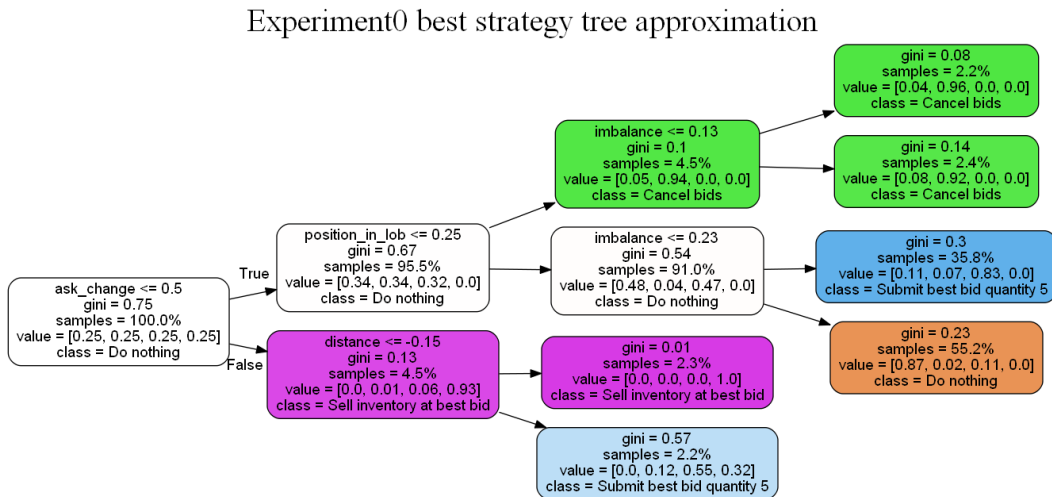 Experiment0 best strategy tree approximation
ask_change <= 0.5
gini = 0.75
samples = 100.0%
value = [0.25, 0.25, 0.25, 0.25]
class = Do nothing
True
False
position_in_lob <= 0.25
gini = 0.67
samples = 95.5%
value = [0.34, 0.34, 0.32, 0.0]
class = Do nothing
distance <= -0.15
gini = 0.13
samples = 4.5%
value = [0.0, 0.01, 0.06, 0.93]
class = Sell inventory at best bid
imbalance <= 0.13
gini = 0.1
samples = 4.5%
value = [0.05, 0.94, 0.0, 0.0]
class = Cancel bids
imbalance <= 0.23
gini = 0.54
samples = 91.0%
value = [0.48, 0.04, 0.47, 0.0]
class = Do nothing
gini = 0.01
samples = 2.3%
value = [0.0, 0.0, 0.0, 1.0]
class = Sell inventory at best bid
gini = 0.57
samples = 2.2%
value = [0.0, 0.12, 0.55, 0.32]
class = Submit best bid quantity 5
gini = 0.08
samples = 2.2%
value = [0.04, 0.96, 0.0, 0.0]
class = Cancel bids
gini = 0.14
samples = 2.4%
value = [0.08, 0.92, 0.0, 0.0]
class = Cancel bids
gini = 0.3
samples = 35.8%
value = [0.11, 0.07, 0.83, 0.0]
class = Submit best bid quantity 5
gini = 0.23
samples = 55.2%
value = [0.87, 0.02, 0.11, 0.0]
class = Do nothing